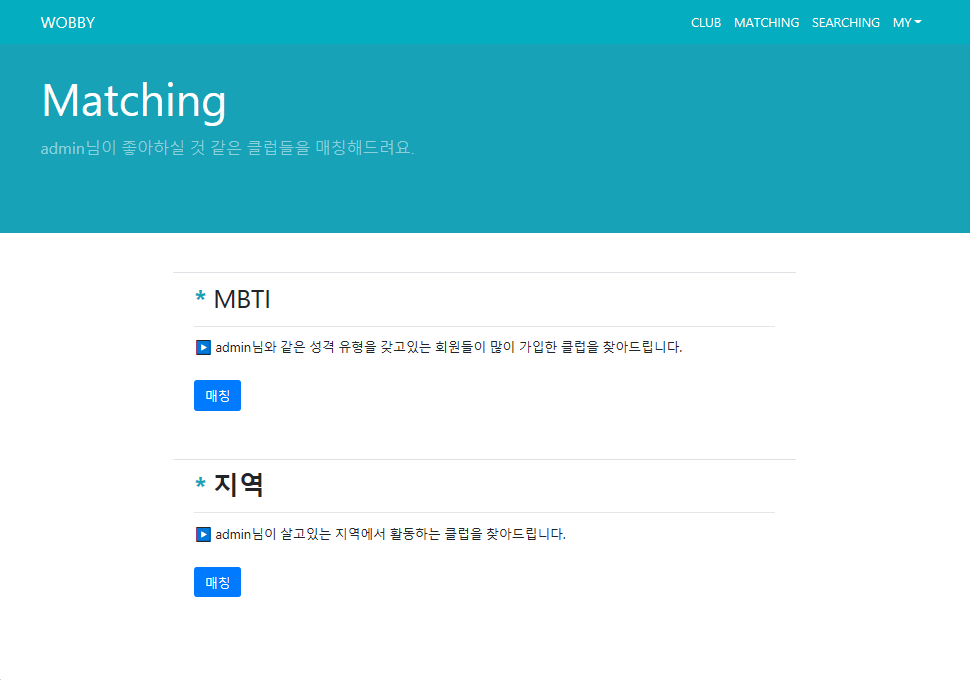 WOBBY CLUB MATCHING SEARCHING MY
Matching
admin님이 좋아하실 것 같은 클럽들을 매칭해드려요.
* MBTI
▶ admin님와 같은 성격 유형을 갖고있는 회원들이 많이 가입한 클럽을 찾아드립니다.
매칭
* 지역
▶ admin님이 살고있는 지역에서 활동하는 클럽을 찾아드립니다.
매칭